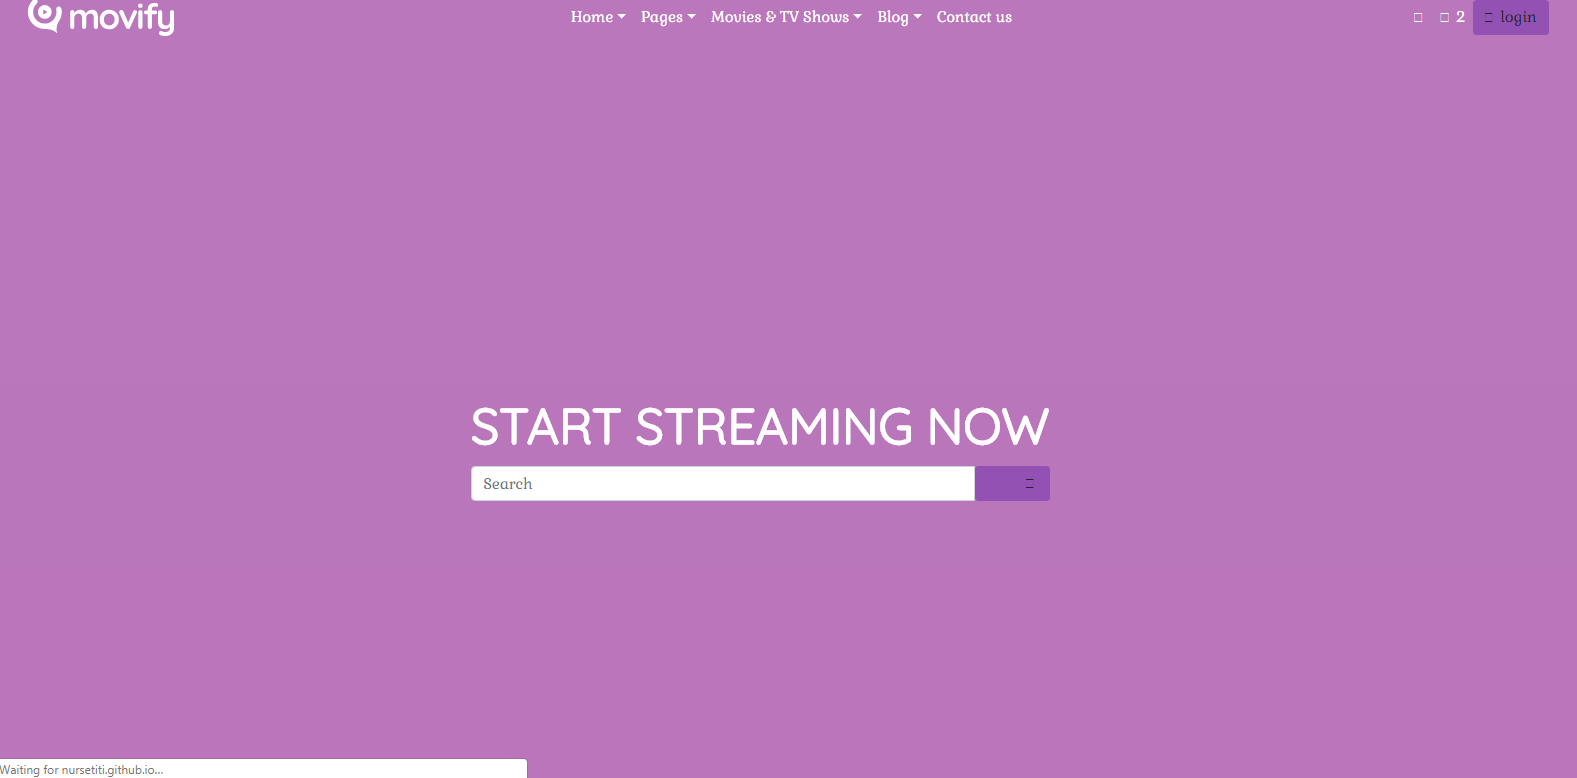 movify
Home Pages Movies & TV Shows Blog Contact us
2 login
START STREAMING NOW
Search
Waiting for nursetiti.github.io...